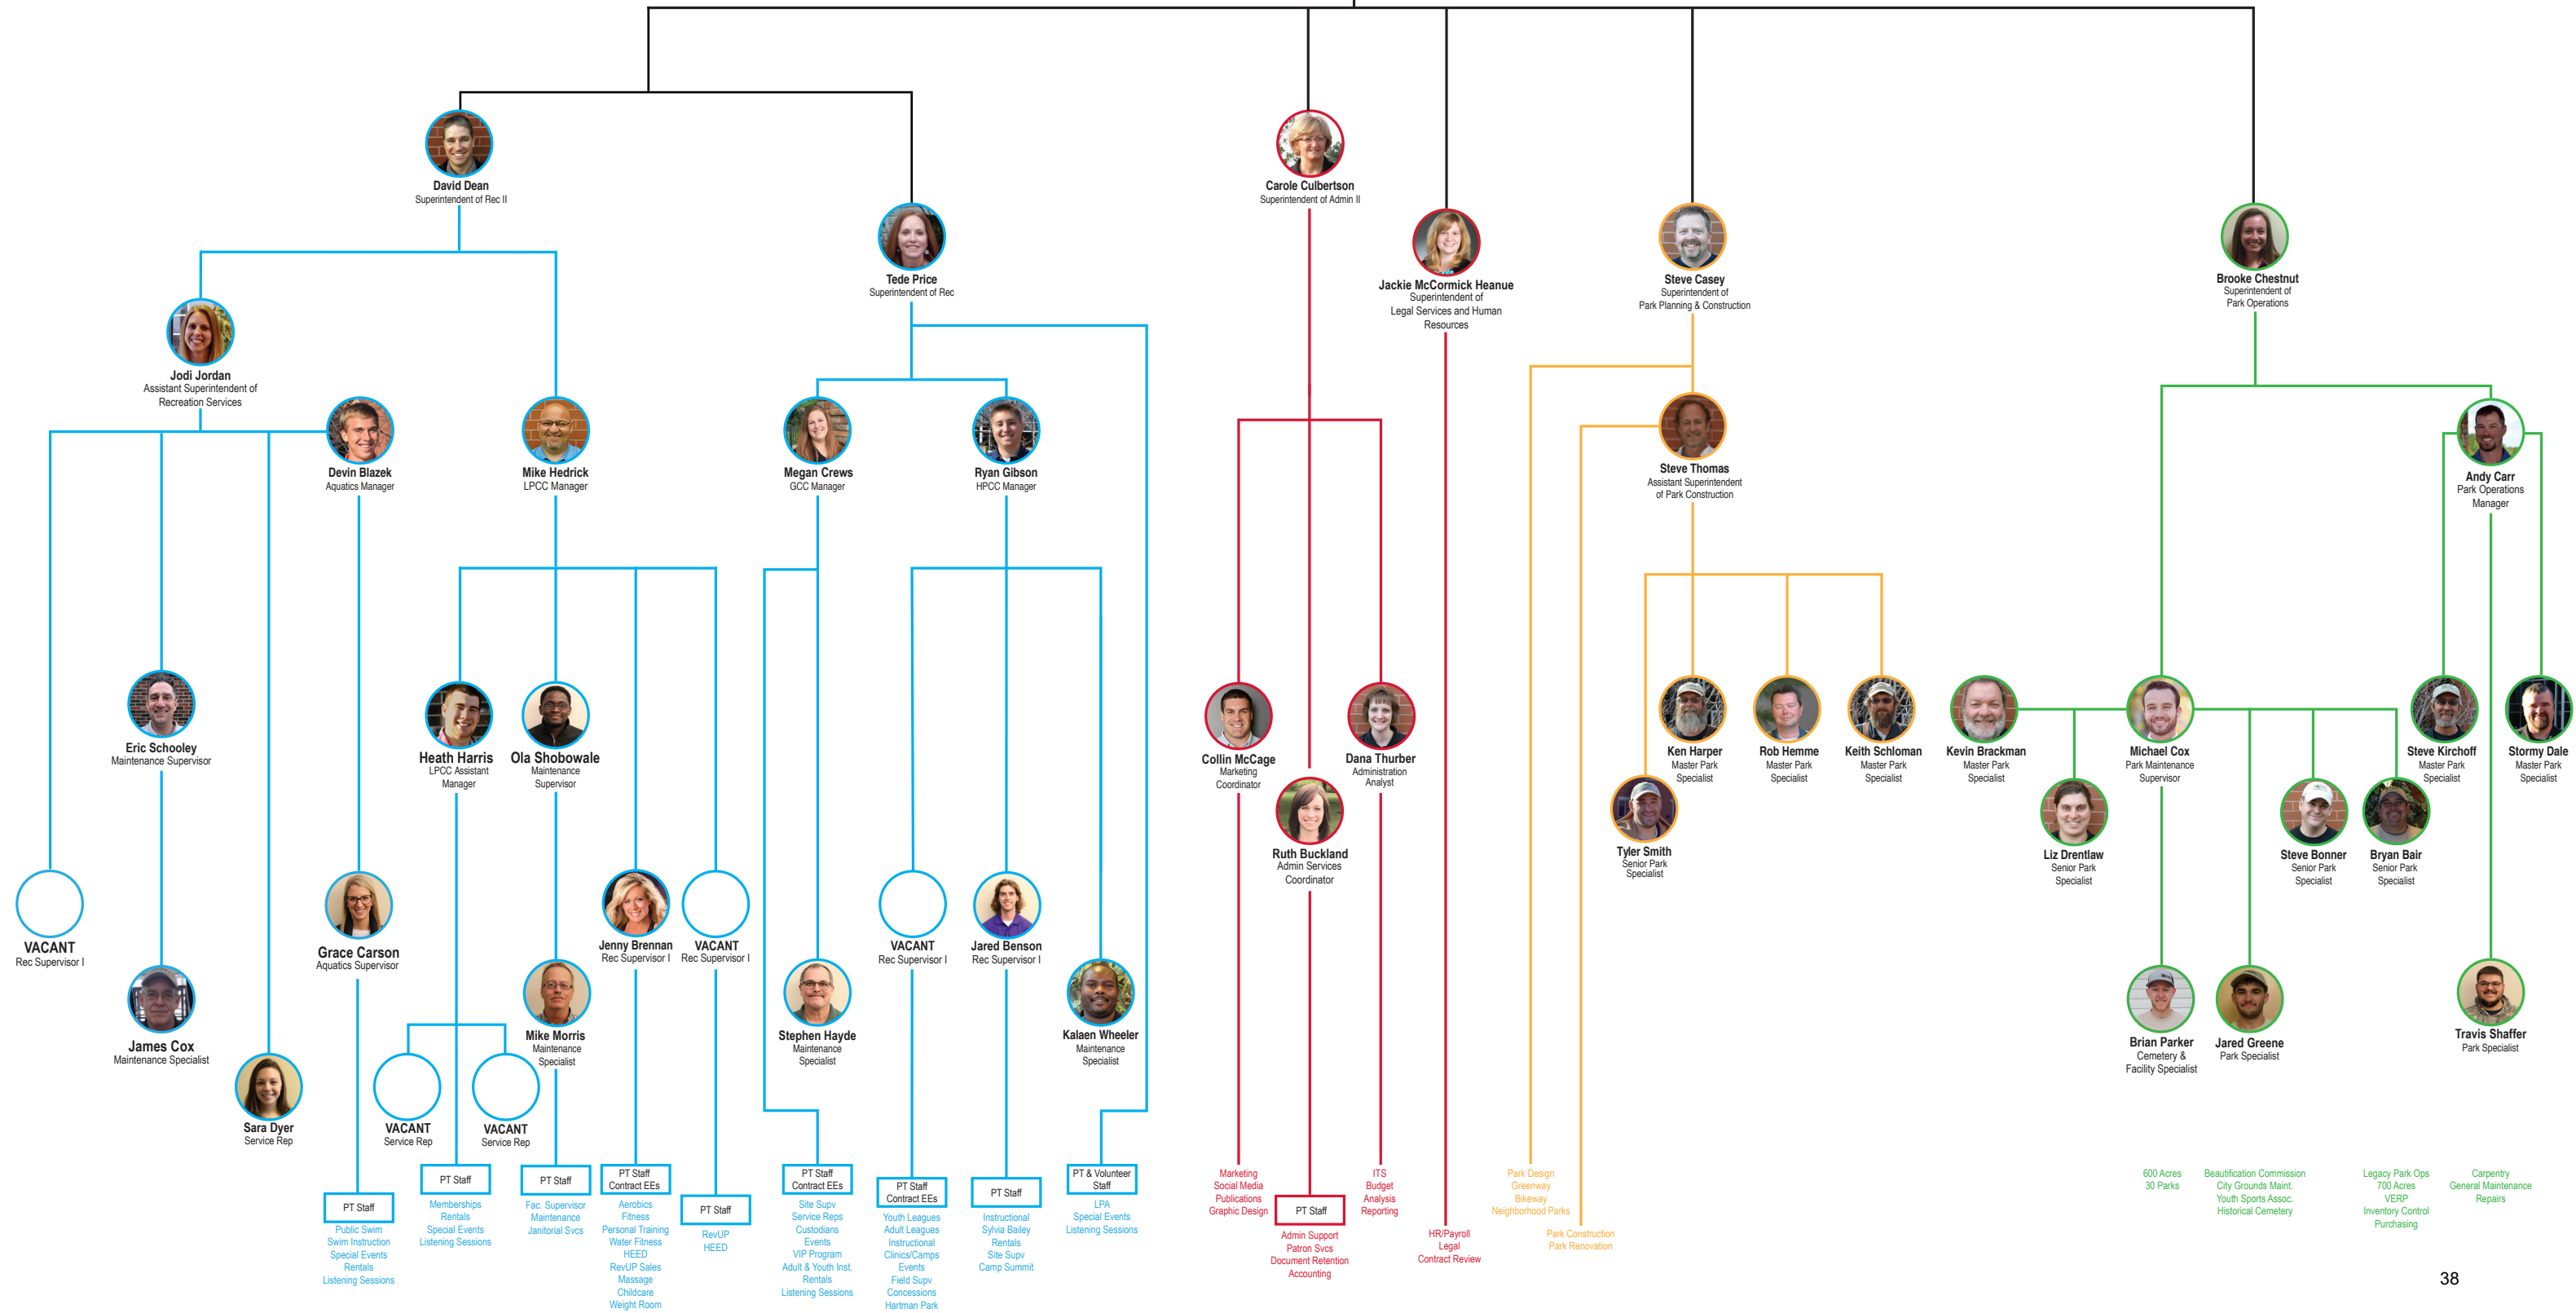 David Dean
Superintendent of Rec II
Carole Culbertson
Superintendent of Admin II
Tede Price
Superintendent of Rec
Jackie McCormick Heanue
Superintendent of
Legal Services and Human
Resources
Steve Casey
Superintendent of
Park Planning & Construction
Brooke Chestnut
Superintendent of
Park Operations
Jodi Jordan
Assistant Superintendent of
Recreation Services
Devin Blazek
Aquatics Manager
Mike Hedrick
LPCC Manager
Megan Crews
GCC Manager
Ryan Gibson
HPCC Manager
Steve Thomas
Assistant Superintendent
of Park Construction
Andy Carr
Park Operations
Manager
Eric Schooley
Maintenance Supervisor
Heath Harris
LPCC Assistant
Manager
Ola Shobowale
Maintenance
Supervisor
Collin McCage
Marketing
Coordinator
Dana Thurber
Administration
Analyst
Ken Harper
Master Park
Specialist
Rob Hemme
Master Park
Specialist
Keith Schloman
Master Park
Specialist
Kevin Brackman
Master Park
Specialist
Michael Cox
Park Maintenance
Supervisor
Steve Kirchoff
Master Park
Specialist
Stormy Dale
Master Park
Specialist
Ruth Buckland
Admin Services
Coordinator
Tyler Smith
Senior Park
Specialist
Liz Drentlaw
Senior Park
Specialist
Steve Bonner
Senior Park
Specialist
Bryan Bair
Senior Park
Specialist
VACANT
Rec Supervisor I
Grace Carson
Aquatics Supervisor
Jenny Brennan
Rec Supervisor I
VACANT
Rec Supervisor I
VACANT
Rec Supervisor I
Jared Benson
Rec Supervisor I
James Cox
Maintenance Specialist
Mike Morris
Maintenance
Specialist
Stephen Hayde
Maintenance
Specialist
Kalaen Wheeler
Maintenance
Specialist
Brian Parker
Cemetery &
Facility Specialist
Jared Greene
Park Specialist
Travis Shaffer
Park Specialist
Sara Dyer
Service Rep
VACANT
Service Rep
VACANT
Service Rep
PT Staff
Public Swim
Swim Instruction
Special Events
Rentals
Listening Sessions
PT Staff
Memberships
Rentals
Special Events
Listening Sessions
PT Staff
Fac. Supervisor
Maintenance
Janitorial Svcs
PT Staff
Contract EEs
Aerobics
Fitness
Personal Training
Water Fitness
HEED
RevUP Sales
Massage
Childcare
Weight Room
PT Staff
RevUP
HEED
PT Staff
Contract EEs
Site Supv
Service Reps
Custodians
Events
VIP Program
Adult & Youth Inst.
Rentals
Listening Sessions
PT Staff
Contract EEs
Youth Leagues
Adult Leagues
Instructional
Clinics/Camps
Events
Field Supv
Concessions
Hartman Park
PT Staff
Instructional
Sylvia Bailey
Rentals
Site Supv
Camp Summit
PT & Volunteer
Staff
LPA
Special Events
Listening Sessions
Marketing
Social Media
Publications
Graphic Design
PT Staff
Admin Support
Patron Svcs
Document Retention
Accounting
ITS
Budget
Analysis
Reporting
HR/Payroll
Legal
Contract Review
Park Design
Greenway
Bikeway
Neighborhood Parks
Park Construction
Park Renovation
600 Acres
30 Parks
Beautification Commission
City Grounds Maint.
Youth Sports Assoc.
Historical Cemetery
Legacy Park Ops
700 Acres
VERP
Inventory Control
Purchasing
Carpentry
General Maintenance
Repairs
38